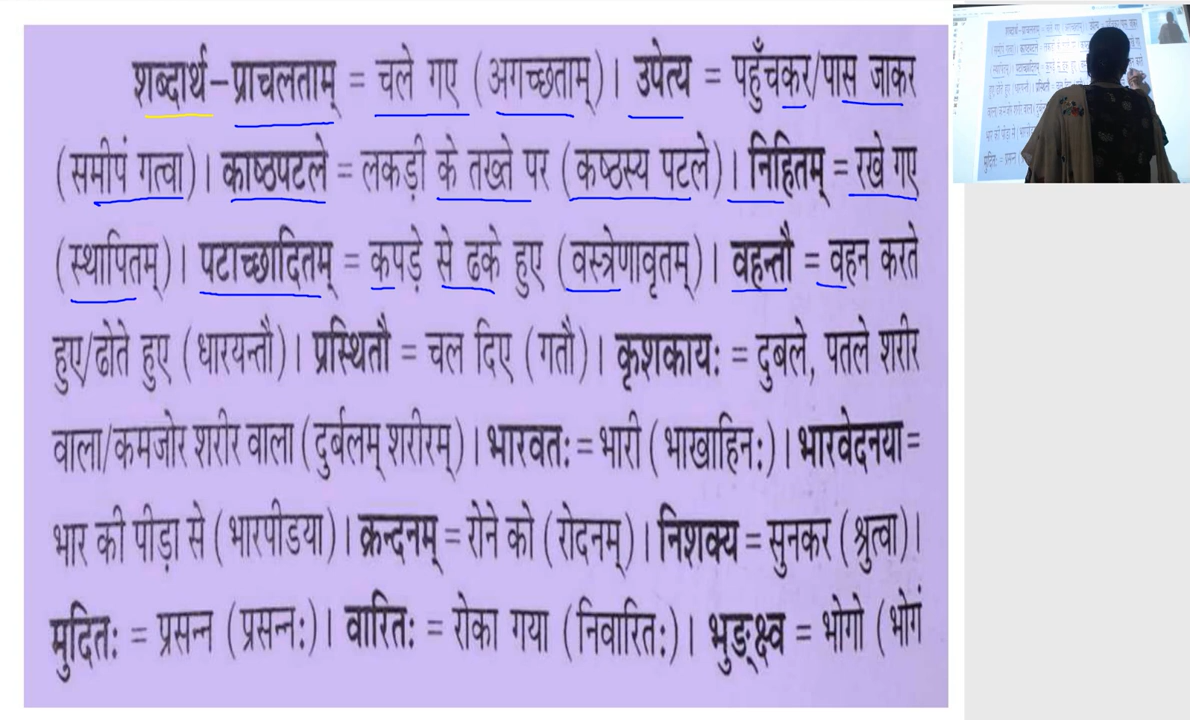 शब्दार्थ–प्राचलताम् = चले गए (अगच्छताम्)। उपेत्य = पहुँचकर/पास जाकर
(समीपं गत्वा)। काष्ठपटले = लकड़ी के तख्ते पर (कष्ठस्य पटले)। निहितम् = रखे गए
(स्थापितम्)। पटाच्छादितम् = कपड़े से ढके हुए (वस्त्रेणावृतम्)। वहन्तौ = वहन करते
हुए/ढोते हुए (धारयन्तौ)। प्रस्थितौ = चल दिए (गतौ)। कृशकाय: = दुबले, पतले शरीर
वाला/कमजोर शरीर वाला (दुर्बलम् शरीरम्)। भारवत: = भारी (भाखाहिन:)। भारवेदनया=
भार की पीड़ा से (भारपीडया)। क्रन्दनम् = रोने को (रोदनम्)। निशक्य = सुनकर (श्रुत्वा)।
मुदित: = प्रसन्न (प्रसन्न:)। वारित: = रोका गया (निवारित:)। भुङ्क्ष्व = भोगो (भोगं